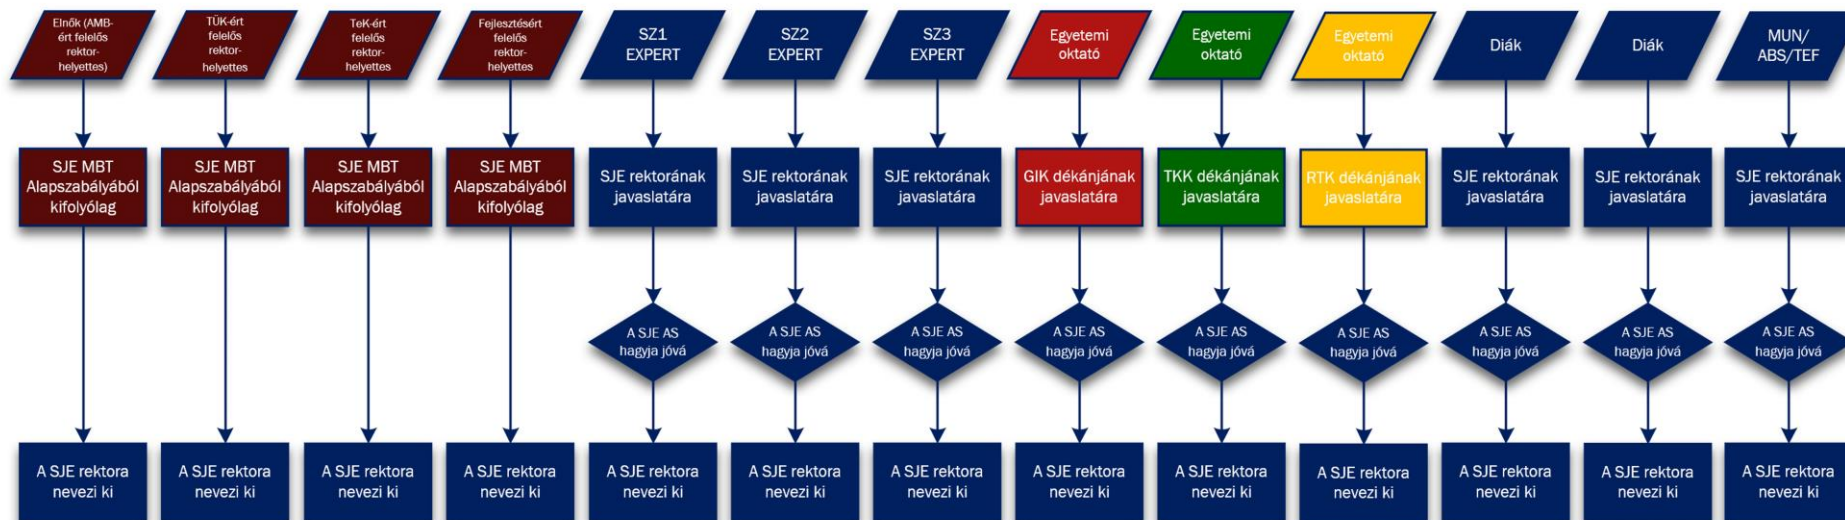 Elnök (AMB-
ért felelős
rektor-
helyettes)
TÜK-ért
felelős
rektor-
helyettes
TeK-ért
felelős
rektor-
helyettes
Fejlesztésért
felelős
rektor-
helyettes
SZ1
EXPERT
SZ2
EXPERT
SZ3
EXPERT
Egyetemi
oktató
Egyetemi
oktató
Egyetemi
oktató
Diák
Diák
MUN/
ABS/TEF
SJE MBT
Alapszabályából
kifolyólag
SJE MBT
Alapszabályából
kifolyólag
SJE MBT
Alapszabályából
kifolyólag
SJE MBT
Alapszabályából
kifolyólag
SJE rektorának
javaslatára
SJE rektorának
javaslatára
SJE rektorának
javaslatára
GIK dékánjának
javaslatára
TKK dékánjának
javaslatára
RTK dékánjának
javaslatára
SJE rektorának
javaslatára
SJE rektorának
javaslatára
SJE rektorának
javaslatára
A SJE AS
hagyja jóvá
A SJE AS
hagyja jóvá
A SJE AS
hagyja jóvá
A SJE AS
hagyja jóvá
A SJE AS
hagyja jóvá
A SJE AS
hagyja jóvá
A SJE AS
hagyja jóvá
A SJE AS
hagyja jóvá
A SJE AS
hagyja jóvá
A SJE rektora
nevezi ki
A SJE rektora
nevezi ki
A SJE rektora
nevezi ki
A SJE rektora
nevezi ki
A SJE rektora
nevezi ki
A SJE rektora
nevezi ki
A SJE rektora
nevezi ki
A SJE rektora
nevezi ki
A SJE rektora
nevezi ki
A SJE rektora
nevezi ki
A SJE rektora
nevezi ki
A SJE rektora
nevezi ki
A SJE rektora
nevezi ki